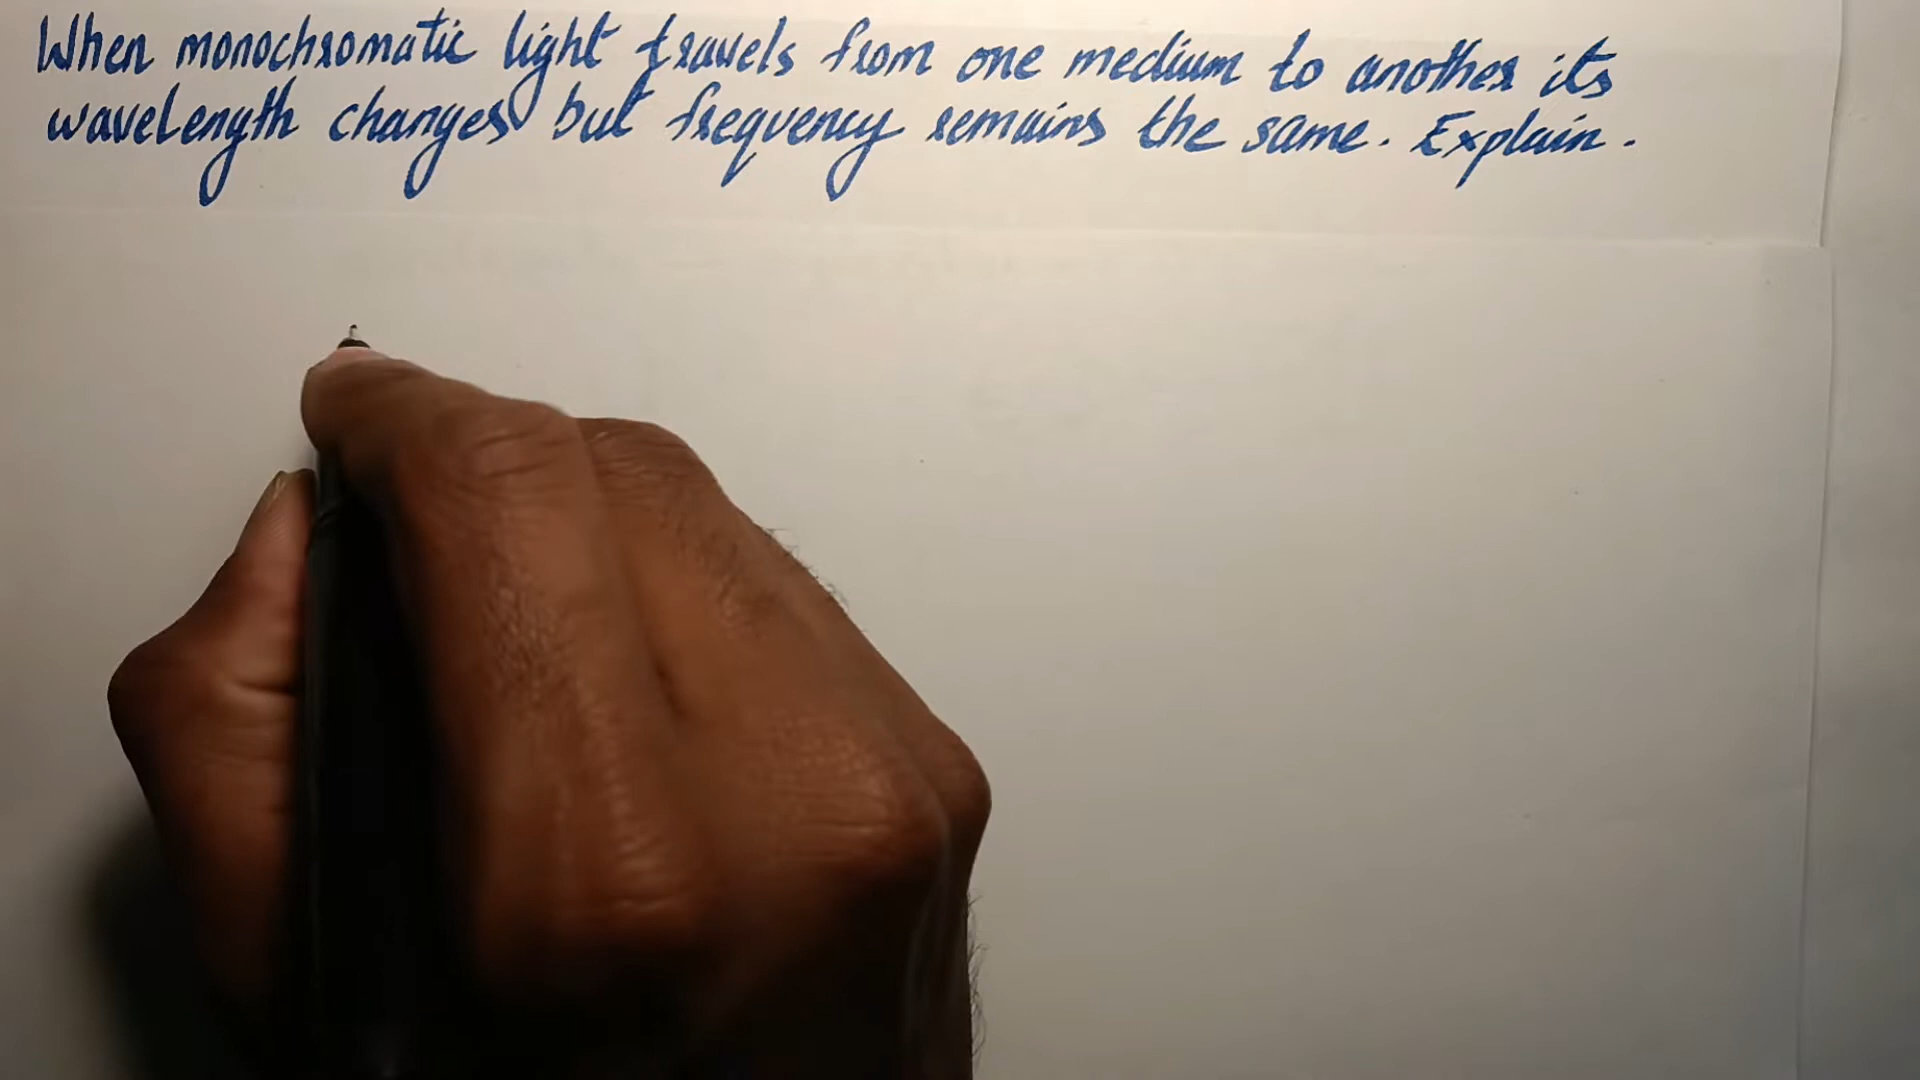 When monochromatic light travels from one medium to another its
wavelength changes but frequency remains the same. Explain.